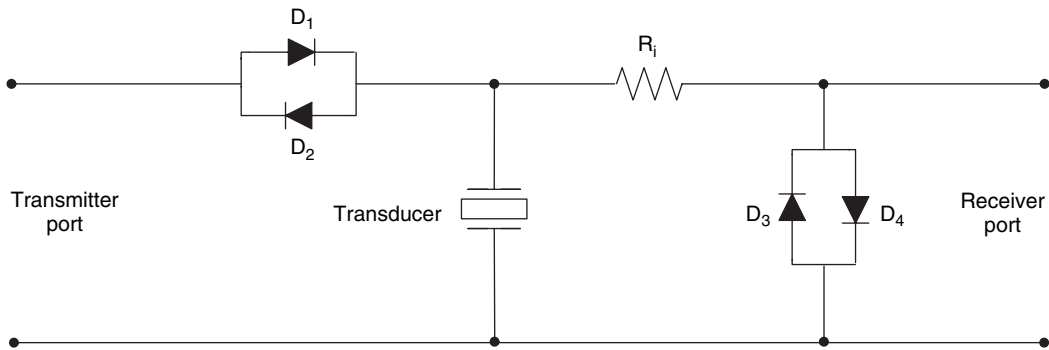 D1
Ri
D2
Transmitter
port
Transducer
D3
D4
Receiver
port